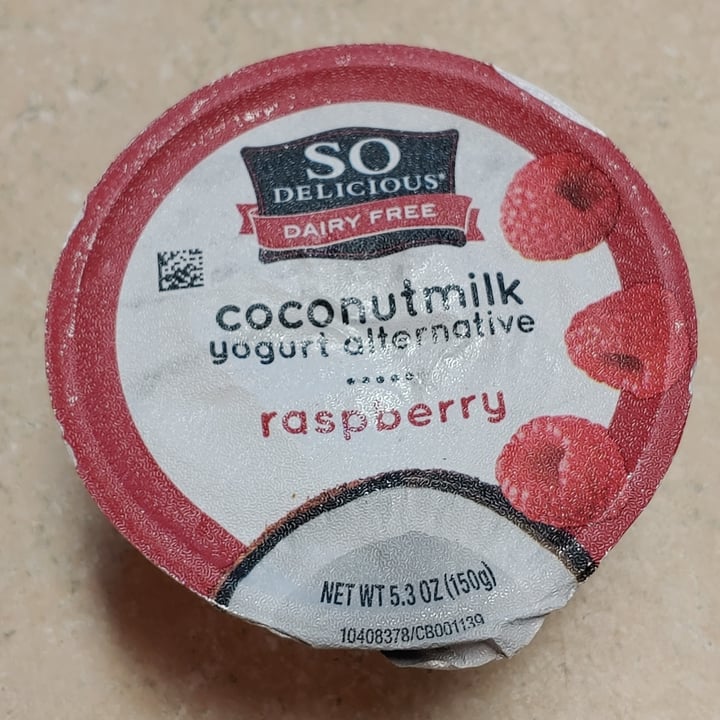 SO
DELICIOUS®
DAIRY FREE
coconutmilk
yogurt alternative
raspberry
NET WT 5.3 OZ (150g)
10408378/CB001139